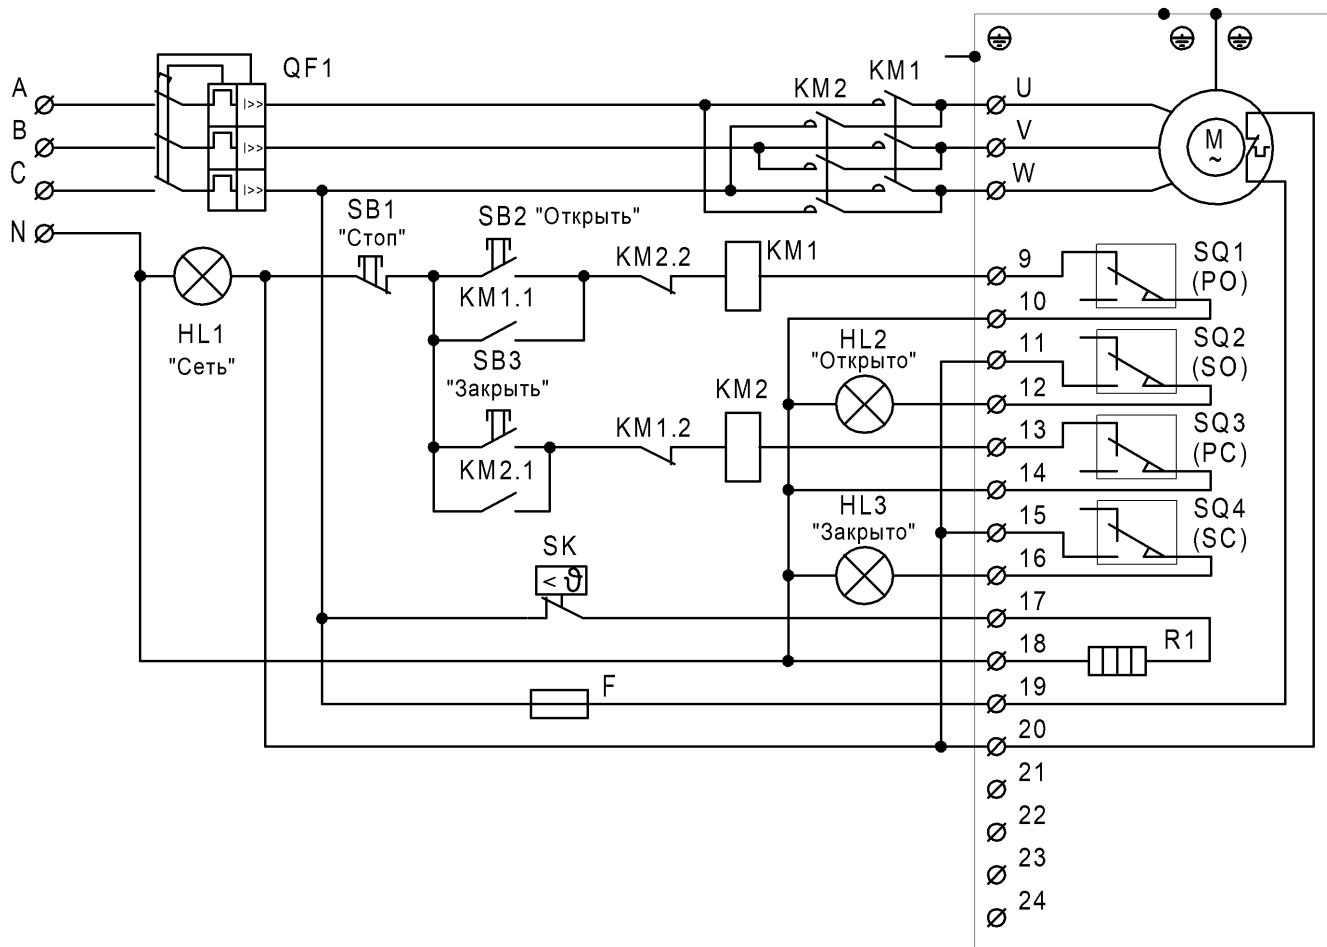 A
QF1
KM2
KM1
U
I>>
B
V
M
~
I>>
C
W
I>>
N
SB1
"Стоп"
SB2 "Открыть"
KM2.2
KM1
9
SQ1
(PO)
KM1.1
10
HL1
"Сеть"
SB3
"Закрыть"
HL2
"Открыто"
11
SQ2
(SO)
KM2
12
KM1.2
13
SQ3
(PC)
KM2.1
14
HL3
"Закрыто"
15
SQ4
(SC)
SK
< ϑ
16
17
18
R1
F
19
20
21
22
23
24